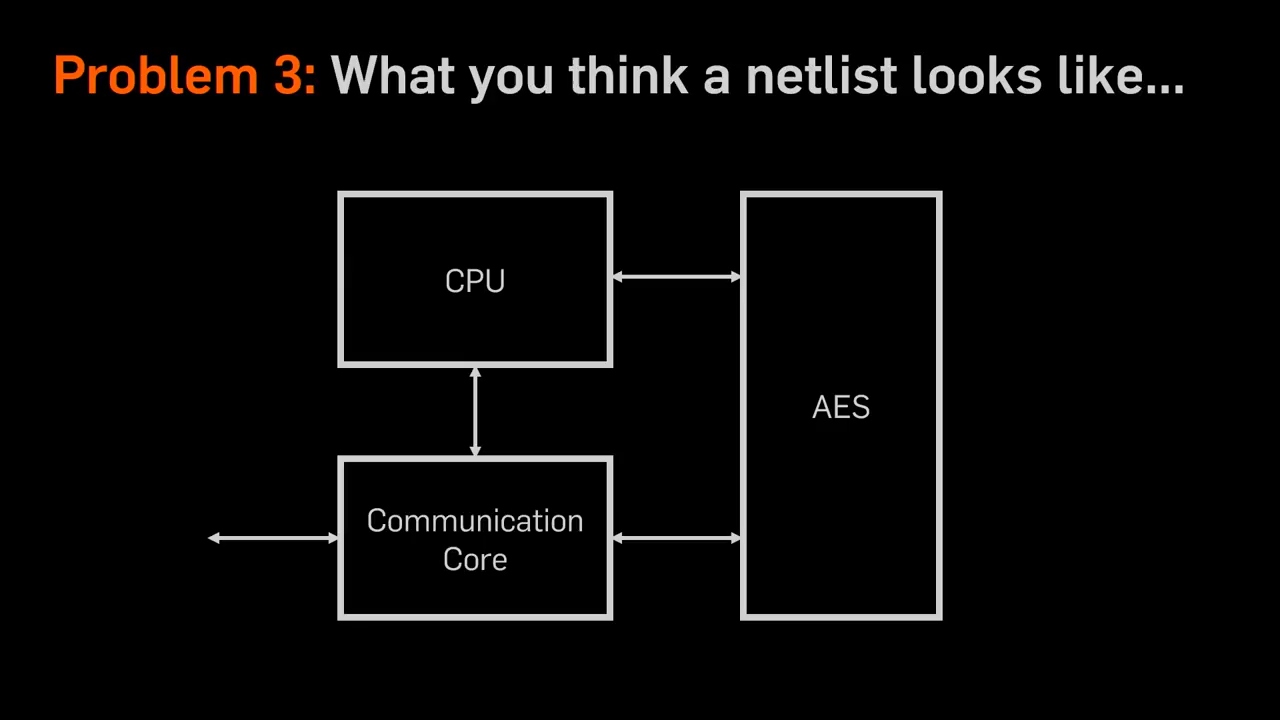 Problem 3: What you think a netlist looks like...
CPU
AES
Communication
Core